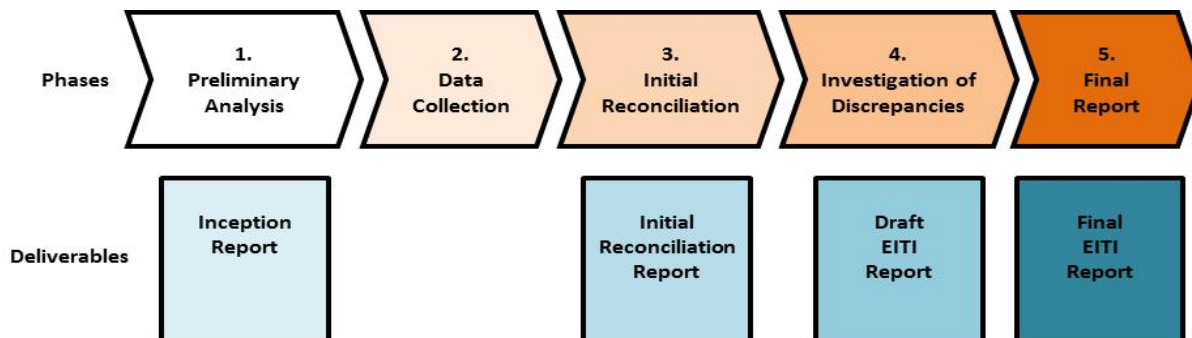 Phases
1.
Preliminary
Analysis
2.
Data
Collection
3.
Initial
Reconciliation
4.
Investigation of
Discrepancies
5.
Final
Report
Deliverables
Inception
Report
Initial
Reconciliation
Report
Draft
EITI
Report
Final
EITI
Report